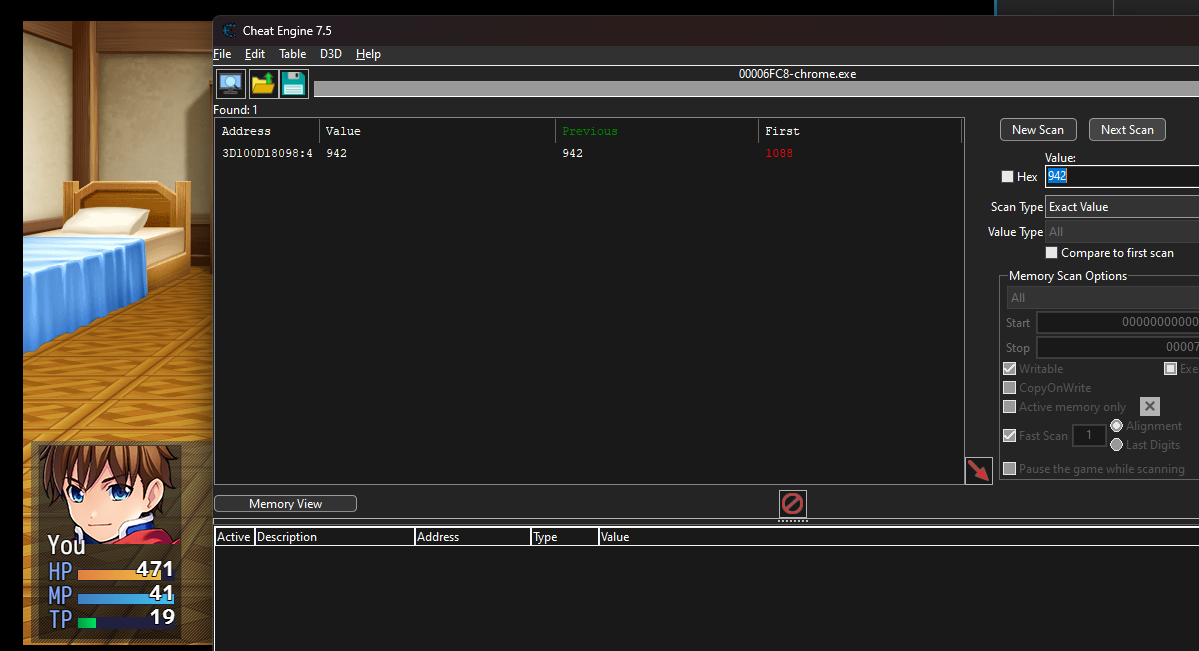 Cheat Engine 7.5
File Edit Table D3D Help
00006FC8-chrome.exe
Found: 1
Address Value Previous First
3D100D18098:4 942 942 1088
New Scan Next Scan
Value:
Hex 942
Scan Type Exact Value
Value Type All
Compare to first scan
Memory Scan Options
All
Start 00000000000
Stop 00007
Writable Exe
CopyOnWrite
Active memory only
Fast Scan 1 Alignment
Last Digits
Pause the game while scanning
Memory View
Active Description Address Type Value
You
HP 471
MP 41
TP 19